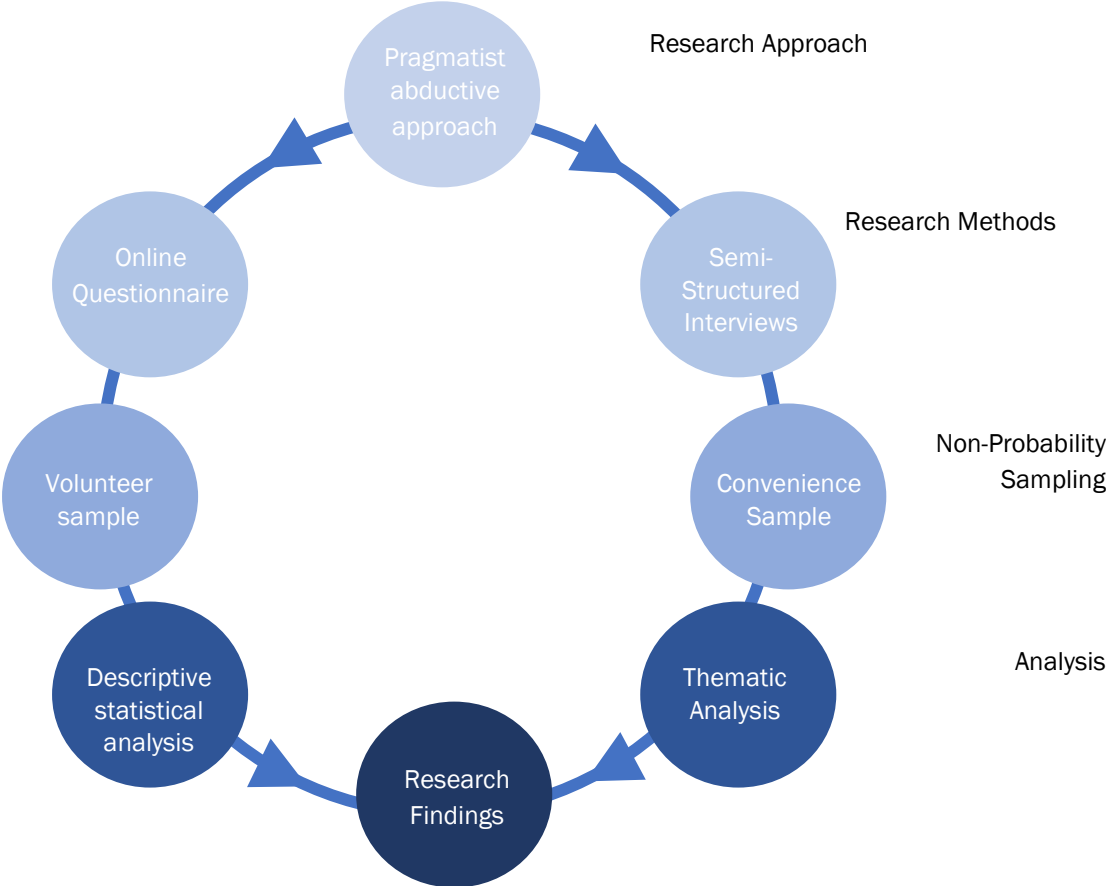 Pragmatist
abductive
approach
Research Approach
Online
Questionnaire
Semi-
Structured
Interviews
Research Methods
Volunteer
sample
Convenience
Sample
Non-Probability
Sampling
Descriptive
statistical
analysis
Thematic
Analysis
Analysis
Research
Findings